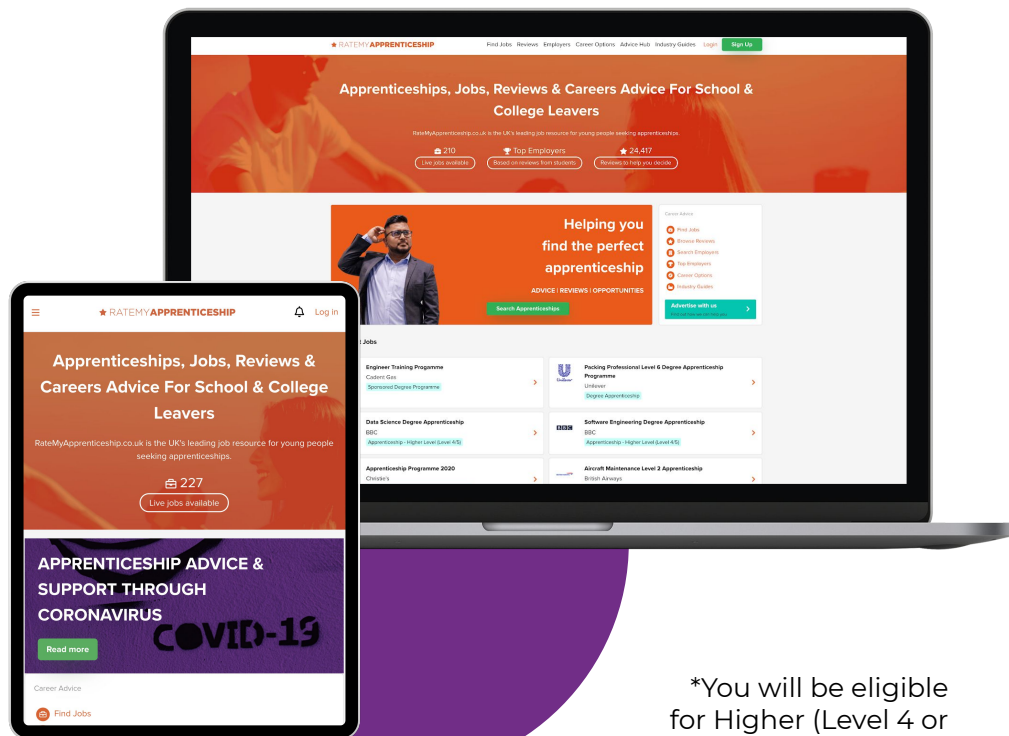 RATEMYAPPRENTICESHIP
Find Jobs Reviews Employers Career Options Advice Hub Industry Guides Login Sign Up
Apprenticeships, Jobs, Reviews & Careers Advice For School &
College Leavers
RateMyApprenticeship.co.uk is the UK's leading job resource for young people seeking apprenticeships.
210
Live jobs available
Top Employers
Based on reviews from students
24,417
Reviews to help you decide
Helping you
find the perfect
apprenticeship
ADVICE | REVIEWS | OPPORTUNITIES
Search Apprenticeships
Career Advice
Find Jobs
Browse Reviews
Search Employers
Top Employers
Career Options
Industry Guides
Advertise with us
Jobs
Engineer Training Progamme
Cadent Gas
Sponsored Degree Programme
Unilever
Packing Professional Level 6 Degree Apprenticeship
Programme
Unilever
Degree Apprenticeship
Data Science Degree Apprenticeship
BBC
Apprenticeship - Higher Level (Level 4/5)
BBC
Software Engineering Degree Apprenticeship
BBC
Apprenticeship - Higher Level (Level 4/5)
Apprenticeship Programme 2020
Christie's
Aircraft Maintenance Level 2 Apprenticeship
British Airways
RATEMYAPPRENTICESHIP
Log in
Apprenticeships, Jobs, Reviews &
Careers Advice For School & College
Leavers
RateMyApprenticeship.co.uk is the UK's leading job resource for young people
seeking apprenticeships.
227
Live jobs available
APPRENTICESHIP ADVICE &
SUPPORT THROUGH
CORONAVIRUS
COVID-19
Read more
Career Advice
Find Jobs
*You will be eligible
for Higher (Level 4 or